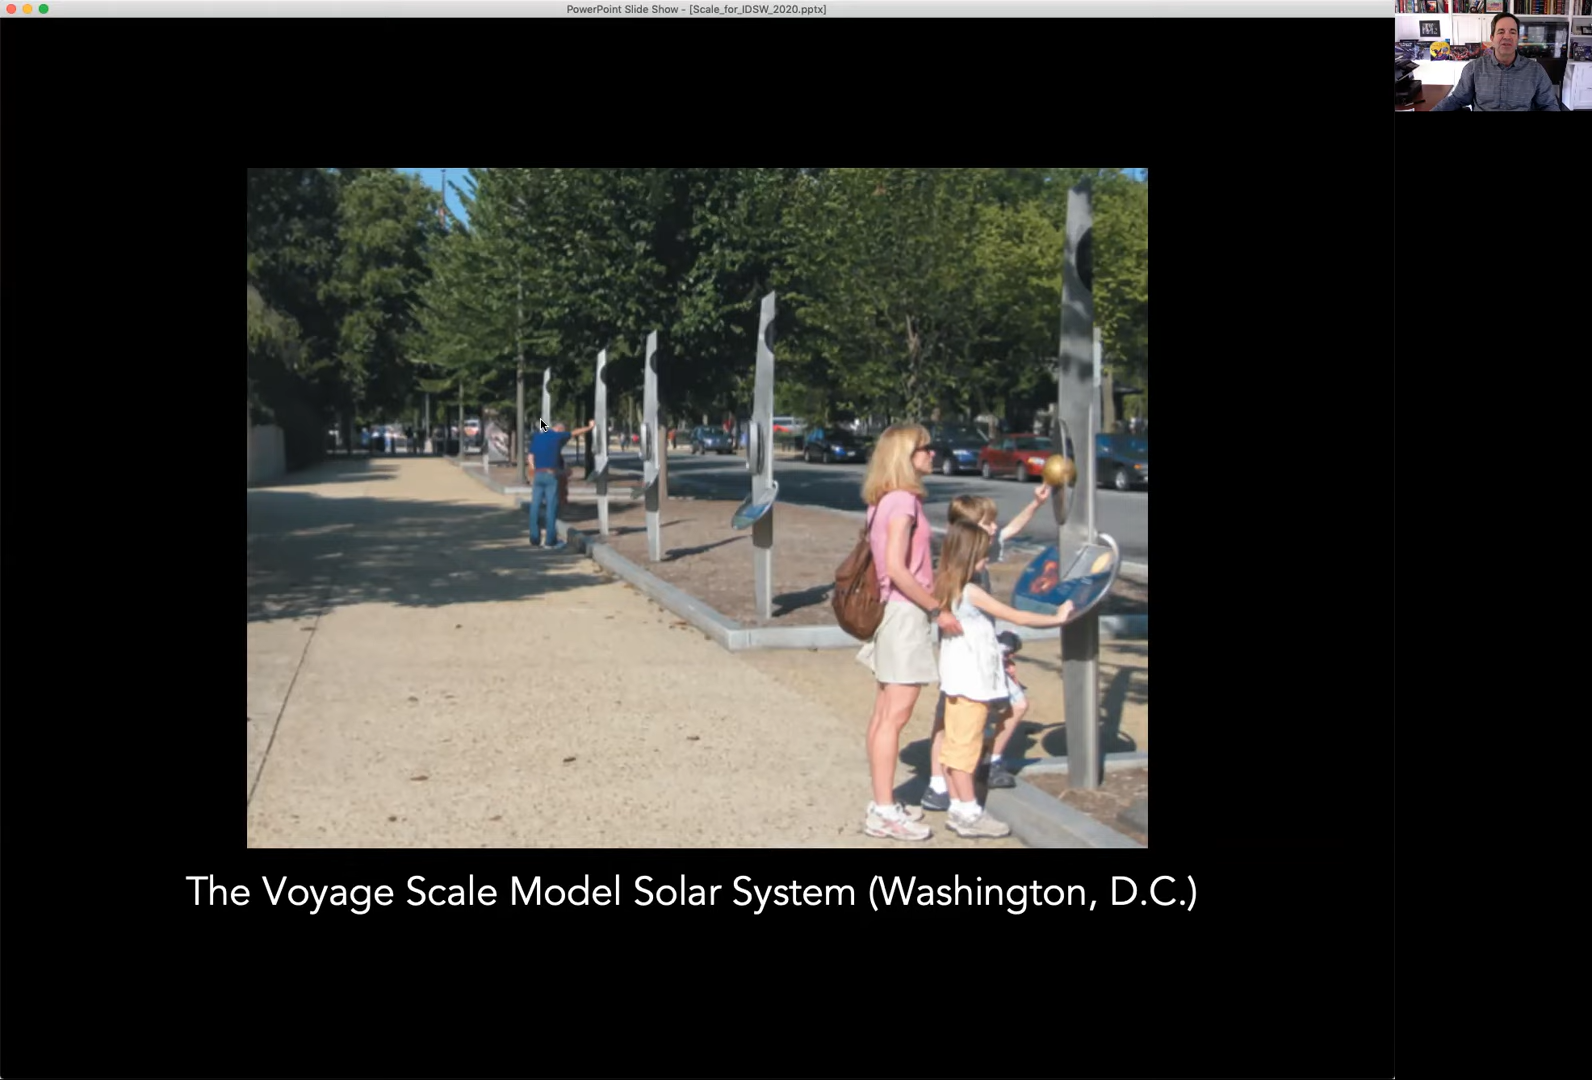 PowerPoint Slide Show - [Scale_for_IDSW_2020.pptx]
The Voyage Scale Model Solar System (Washington, D.C.)